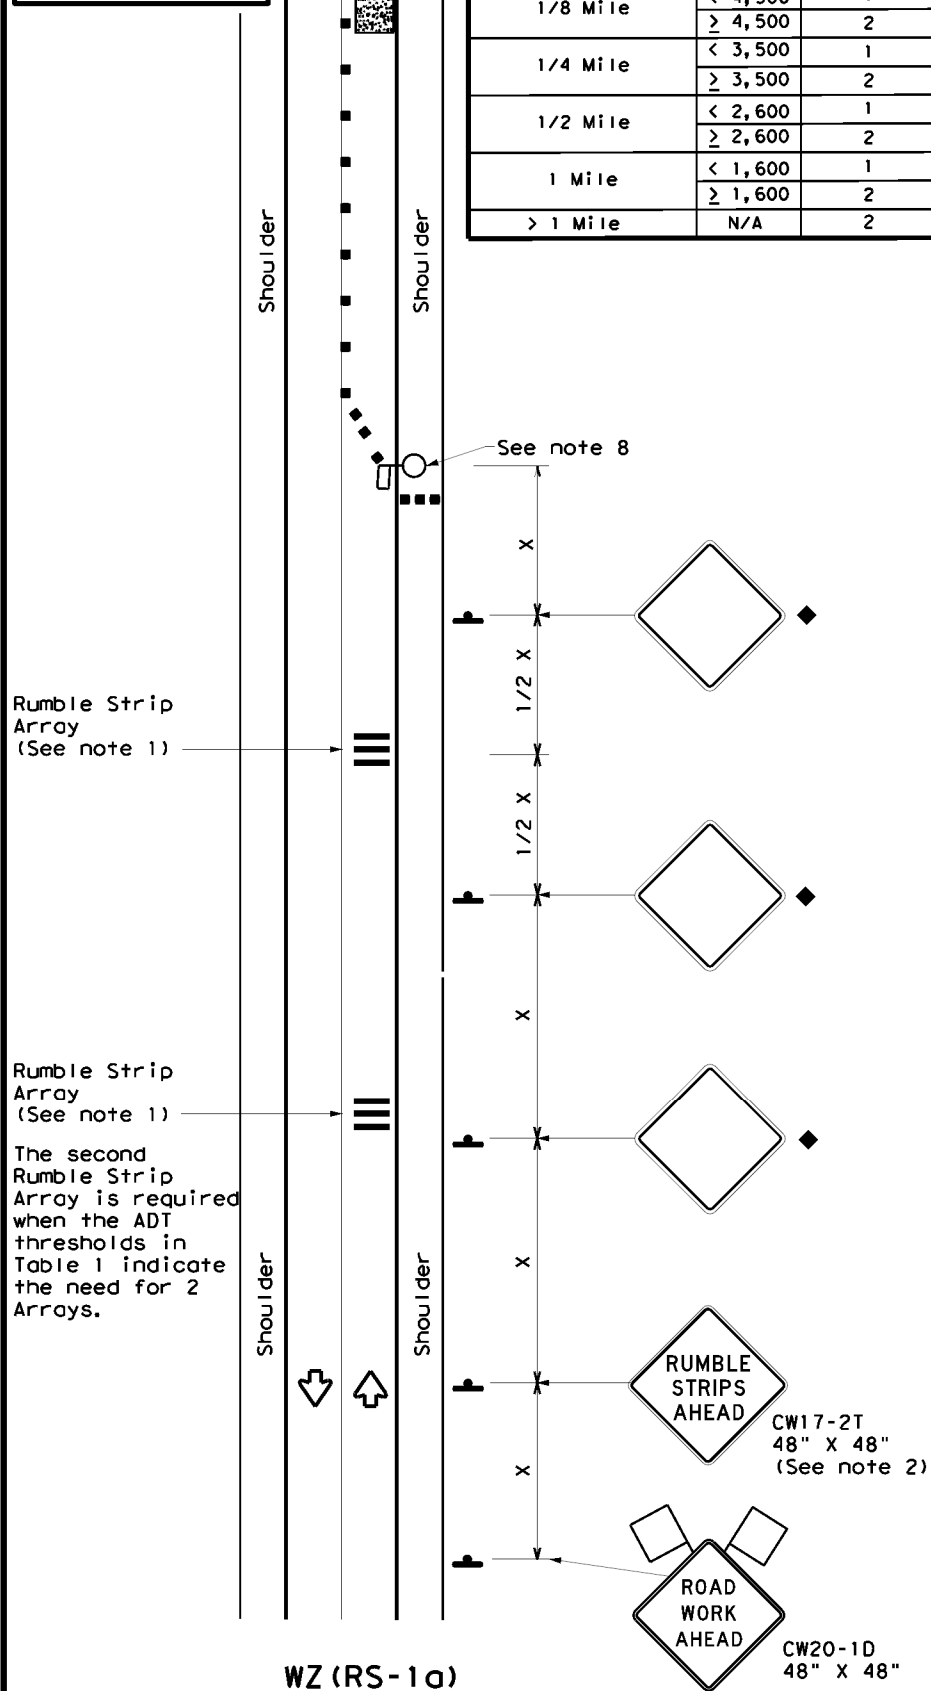 1/8 Mile
≥ 4,500 2
1/4 Mile
< 3,500 1
≥ 3,500 2
1/2 Mile
< 2,600 1
≥ 2,600 2
1 Mile
< 1,600 1
≥ 1,600 2
> 1 Mile N/A 2
Shoulder
Shoulder
See note 8
X
1/2 X
Rumble Strip
Array
(See note 1)
1/2 X
X
Rumble Strip
Array
(See note 1)
The second
Rumble Strip
Array is required
when the ADT
thresholds in
Table 1 indicate
the need for 2
Arrays.
Shoulder
Shoulder
X
RUMBLE
STRIPS
AHEAD
CW17-2T
48" X 48"
(See note 2)
X
ROAD
WORK
AHEAD
CW20-1D
48" X 48"
WZ(RS-1a)